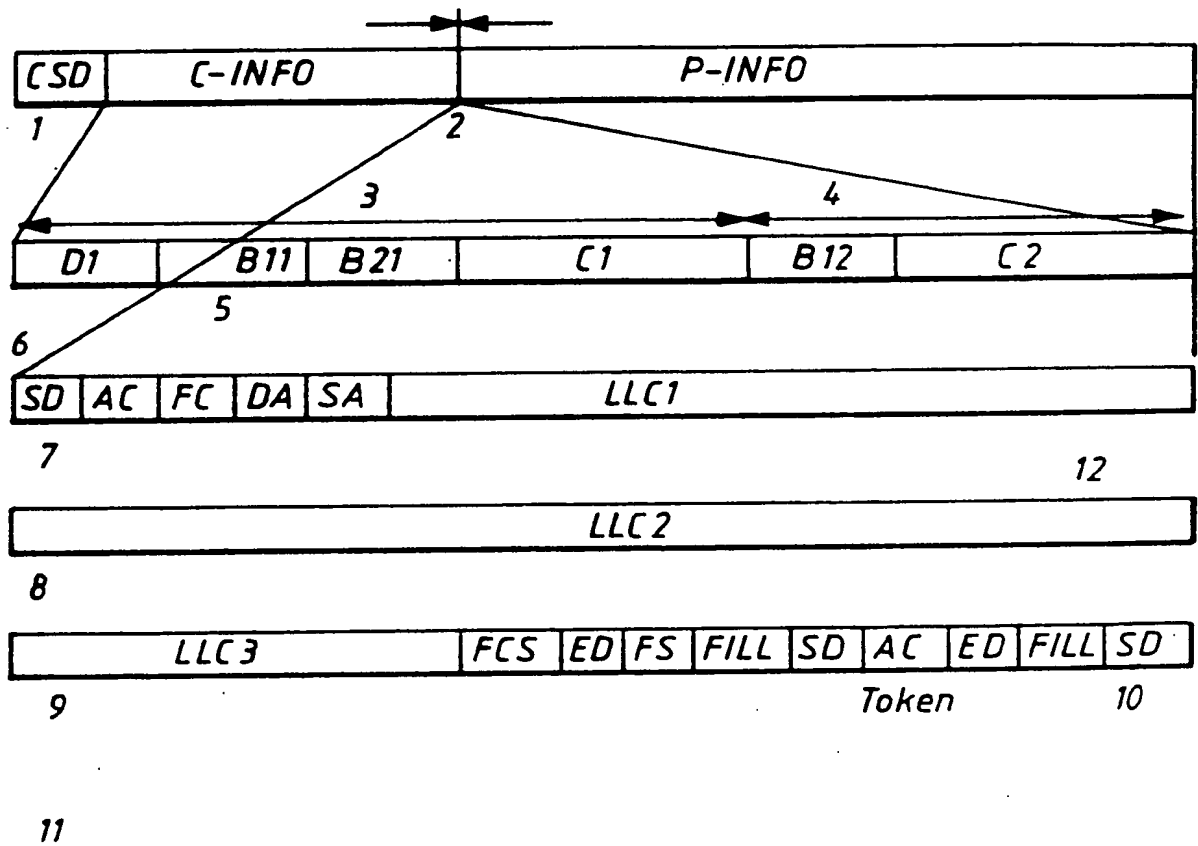 CSD C-INFO P-INFO
1 2
3 4
D1 B11 B21 C1 B12 C2
5
6
SD AC FC DA SA LLC1
7 12
LLC2
8
LLC3 FCS ED FS FILL SD AC ED FILL SD
9 Token 10
11